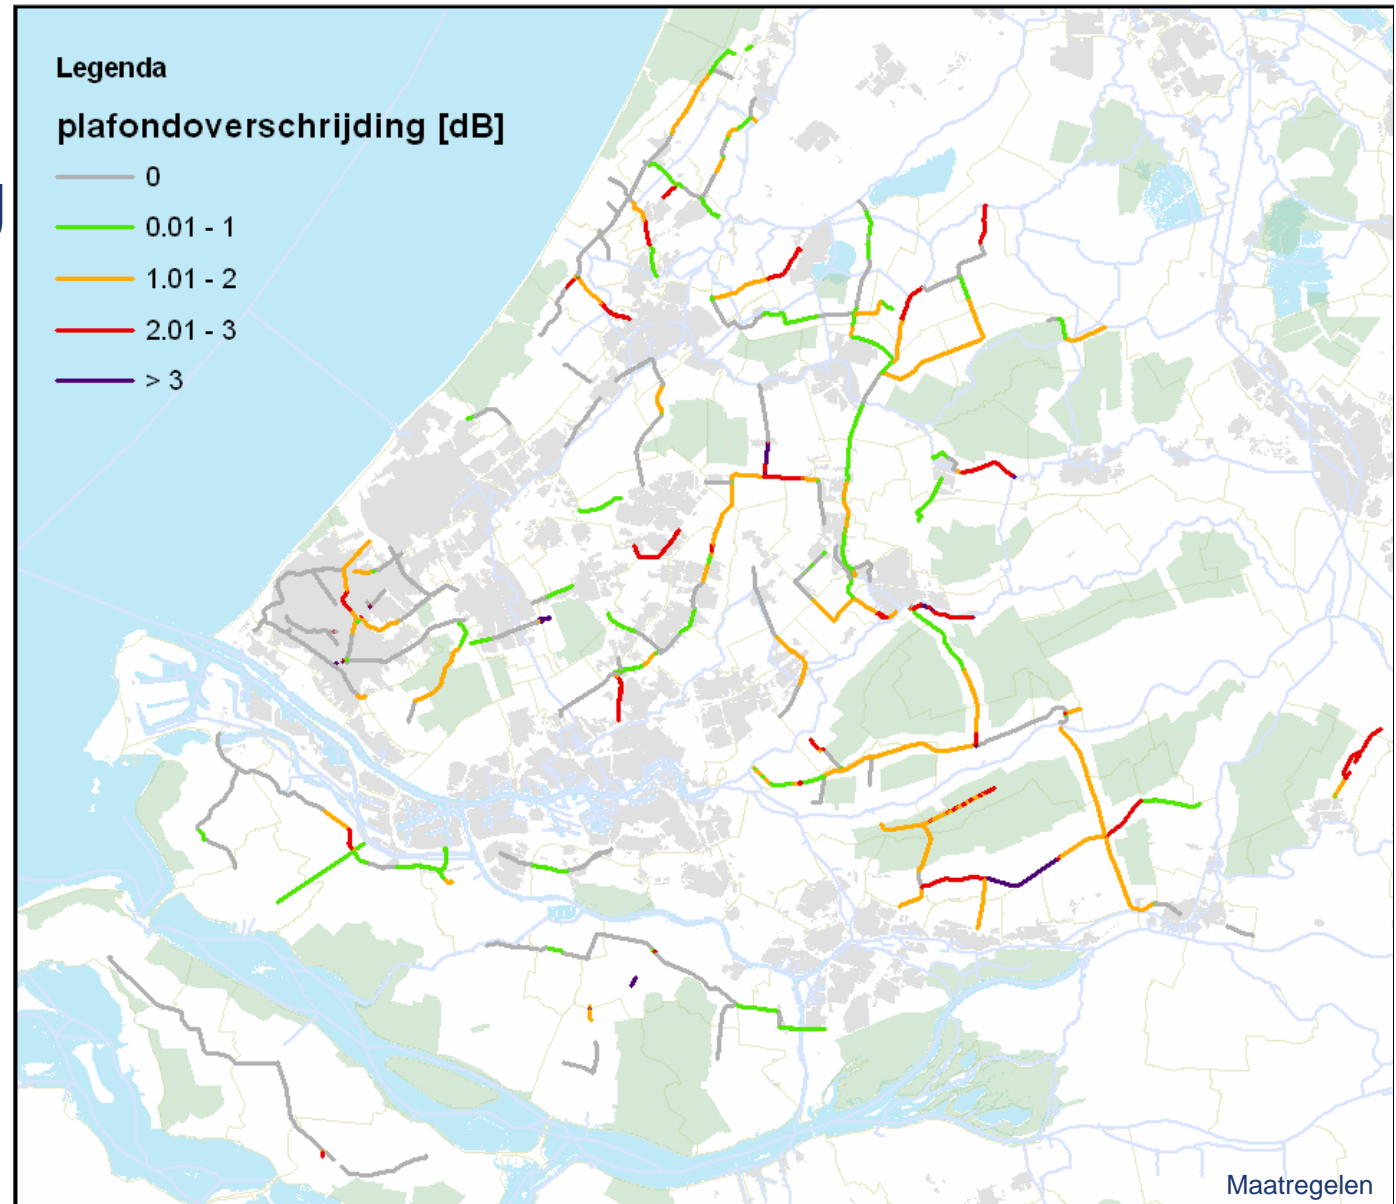 Legenda
plafondoverschrijding [dB]
0
0.01 - 1
1.01 - 2
2.01 - 3
> 3
Maatregelen